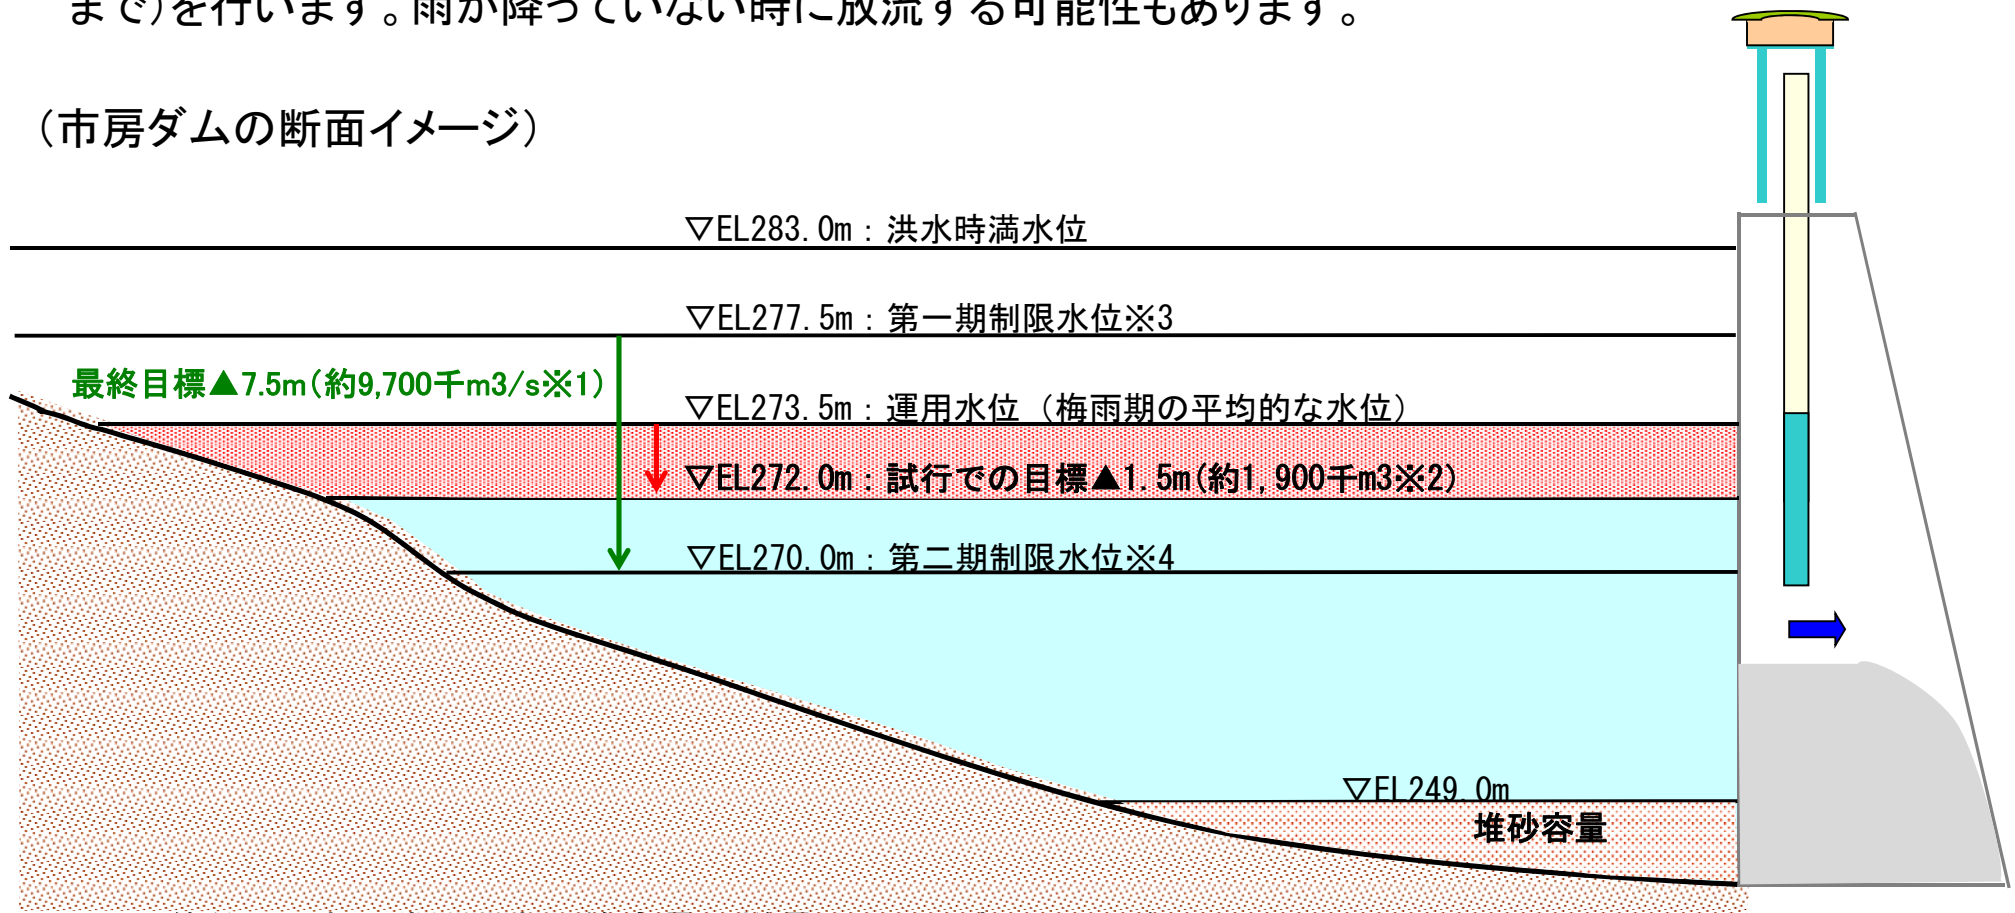 まで)を行います。雨が降っていない時に放流する可能性もあります。
(市房ダムの断面イメージ)
▽EL283.0m:洪水時満水位
▽EL277.5m:第一期制限水位※3
最終目標▲7.5m(約9,700千m3/s※1)
▽EL273.5m:運用水位(梅雨期の平均的な水位)
▽EL272.0m:試行での目標▲1.5m(約1,900千m3※2)
▽EL270.0m:第二期制限水位※4
▽EL249.0m
堆砂容量